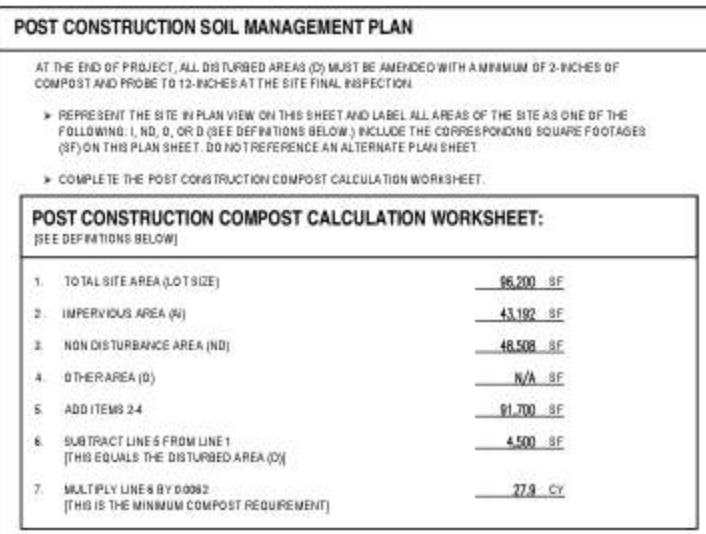 POST CONSTRUCTION SOIL MANAGEMENT PLAN
AT THE END OF PROJECT, ALL DISTURBED AREAS (D) MUST BE AMENDED WITH A MINIMUM OF 2-INCHES OF
COMPOST AND PROBE TO 12-INCHES AT THE SITE FINAL INSPECTION.
➤ REPRESENT THE SITE IN PLAN VIEW ON THIS SHEET AND LABEL ALL AREAS OF THE SITE AS ONE OF THE
FOLLOWING: I, ND, O, OR D (SEE DEFINITIONS BELOW.) INCLUDE THE CORRESPONDING SQUARE FOOTAGES
(SF) ON THIS PLAN SHEET. DO NOT REFERENCE AN ALTERNATE PLAN SHEET.
➤ COMPLETE THE POST CONSTRUCTION COMPOST CALCULATION WORKSHEET.
POST CONSTRUCTION COMPOST CALCULATION WORKSHEET:
[SEE DEFINITIONS BELOW]
1. TOTAL SITE AREA (LOT SIZE) 96,200 SF
2. IMPERVIOUS AREA (AI) 43,192 SF
3. NON DISTURBANCE AREA (ND) 48,508 SF
4. OTHER AREA (O) N/A SF
5. ADD ITEMS 2-4 91,700 SF
6. SUBTRACT LINE 5 FROM LINE 1 4,500 SF
[THIS EQUALS THE DISTURBED AREA (D)]
7. MULTIPLY LINE 6 BY 0.0062 27.9 CY
[THIS IS THE MINIMUM COMPOST REQUIREMENT]